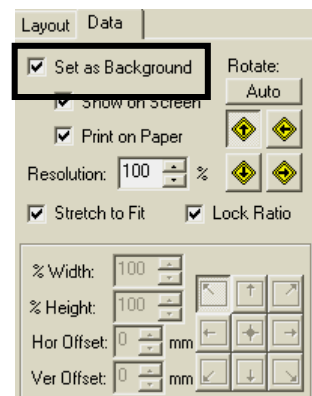 Layout Data
Set as Background Rotate:
Show on Screen Auto
Print on Paper
Resolution: 100 %
Stretch to Fit Lock Ratio
% Width: 100
% Height: 100
Hor Offset: 0 mm
Ver Offset: 0 mm